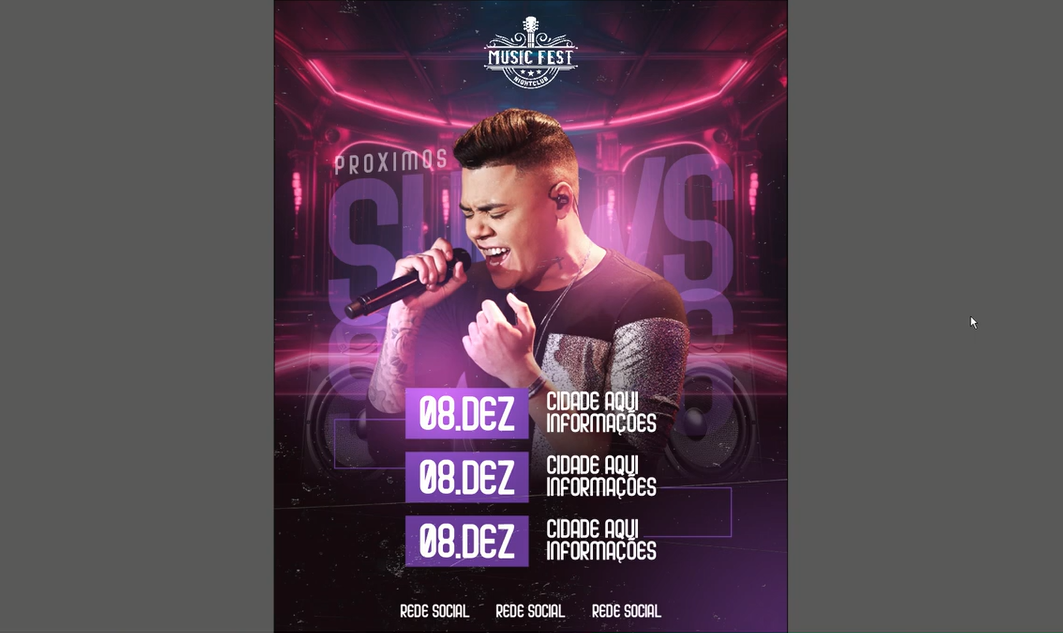 MUSIC FEST
NIGHTCLUB
PROXIMOS
SHOWS
08.DEZ
CIDADE AQUI
INFORMAÇÕES
08.DEZ
CIDADE AQUI
INFORMAÇÕES
08.DEZ
CIDADE AQUI
INFORMAÇÕES
REDE SOCIAL REDE SOCIAL REDE SOCIAL